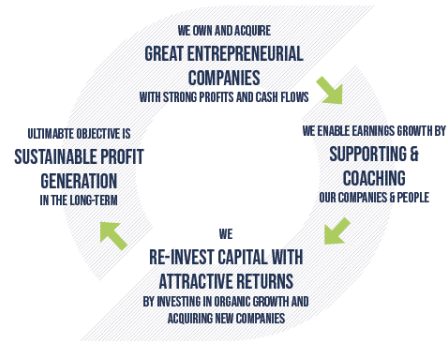 WE OWN AND ACQUIRE
GREAT ENTREPRENEURIAL
COMPANIES
WITH STRONG PROFITS AND CASH FLOWS
WE ENABLE EARNINGS GROWTH BY
SUPPORTING &
COACHING
OUR COMPANIES & PEOPLE
WE
RE-INVEST CAPITAL WITH
ATTRACTIVE RETURNS
BY INVESTING IN ORGANIC GROWTH AND
ACQUIRING NEW COMPANIES
ULTIMABTE OBJECTIVE IS
SUSTAINABLE PROFIT
GENERATION
IN THE LONG-TERM